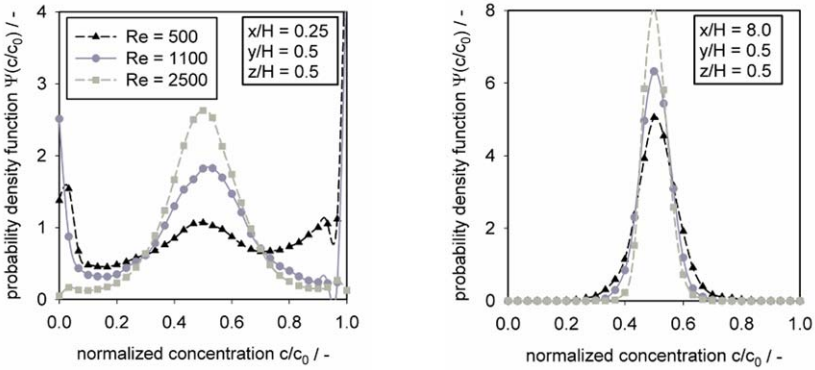 probability density function Ψ(c/c0) / -
4
3
2
1
0
Re = 500
Re = 1100
Re = 2500
x/H = 0.25
y/H = 0.5
z/H = 0.5
0.0 0.2 0.4 0.6 0.8 1.0
normalized concentration c/c0 / -
probability density function Ψ(c/c0) / -
8
6
4
2
0
x/H = 8.0
y/H = 0.5
z/H = 0.5
0.0 0.2 0.4 0.6 0.8 1.0
normalized concentration c/c0 / -